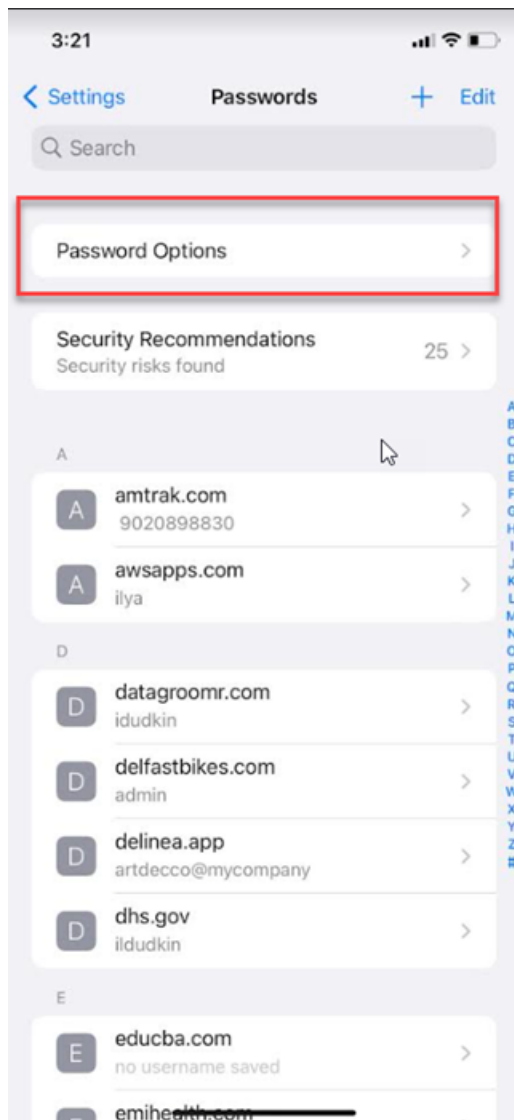 3:21
Settings
Passwords
Edit
Search
Password Options
Security Recommendations
25
Security risks found
A
A
amtrak.com
9020898830
A
awsapps.com
ilya
D
D
datagroomr.com
idudkin
D
delfastbikes.com
admin
D
delinea.app
artdecco@mycompany
D
dhs.gov
ildudkin
E
E
educba.com
no username saved
emihealth.com
A
B
C
D
E
F
G
H
I
J
K
L
M
N
O
P
Q
R
S
T
U
V
W
X
Y
Z
#